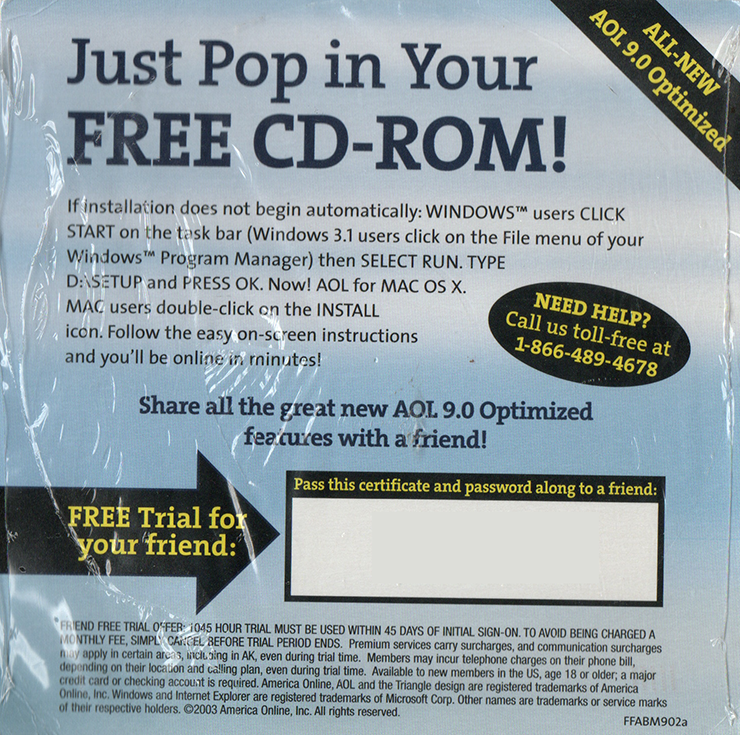 ALL-NEW
AOL 9.0 Optimized
Just Pop in Your
FREE CD-ROM!
If installation does not begin automatically: WINDOWS™ users CLICK
START on the task bar (Windows 3.1 users click on the File menu of your
Windows™ Program Manager) then SELECT RUN. TYPE
D:\SETUP and PRESS OK. Now! AOL for MAC OS X.
MAC users double-click on the INSTALL
icon. Follow the easy on-screen instructions
and you'll be online in minutes!
NEED HELP?
Call us toll-free at
1-866-489-4678
Share all the great new AOL 9.0 Optimized
features with a friend!
FREE Trial for
your friend:
Pass this certificate and password along to a friend:
*FRIEND FREE TRIAL OFFER: 1045 HOUR TRIAL MUST BE USED WITHIN 45 DAYS OF INITIAL SIGN-ON. TO AVOID BEING CHARGED A
MONTHLY FEE, SIMPLY CANCEL BEFORE TRIAL PERIOD ENDS. Premium services carry surcharges, and communication surcharges
may apply in certain areas, including in AK, even during trial time. Members may incur telephone charges on their phone bill,
depending on their location and calling plan, even during trial time. Available to new members in the US, age 18 or older; a major
credit card or checking account is required. America Online, AOL and the Triangle design are registered trademarks of America
Online, Inc. Windows and Internet Explorer are registered trademarks of Microsoft Corp. Other names are trademarks or service marks
of their respective holders. ©2003 America Online, Inc. All rights reserved.
FFABM902a